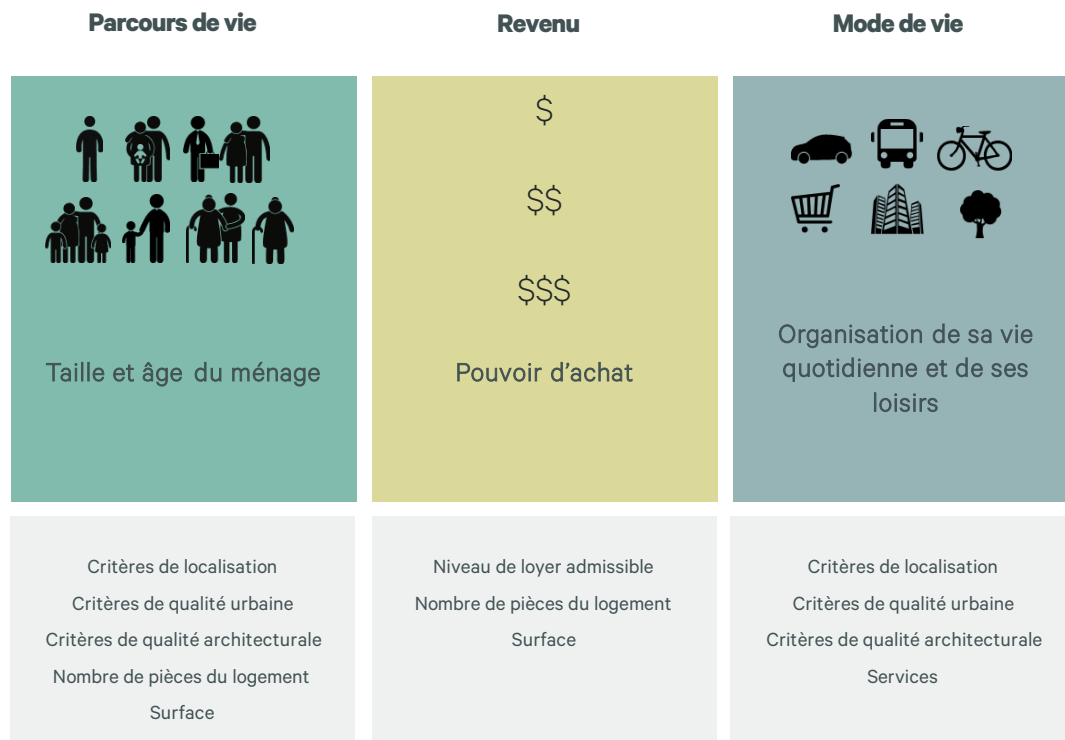 Parcours de vie
Revenu
Mode de vie
Taille et âge du ménage
$
$$
$$$
Pouvoir d'achat
Organisation de sa vie
quotidienne et de ses
loisirs
Critères de localisation
Critères de qualité urbaine
Critères de qualité architecturale
Nombre de pièces du logement
Surface
Niveau de loyer admissible
Nombre de pièces du logement
Surface
Critères de localisation
Critères de qualité urbaine
Critères de qualité architecturale
Services